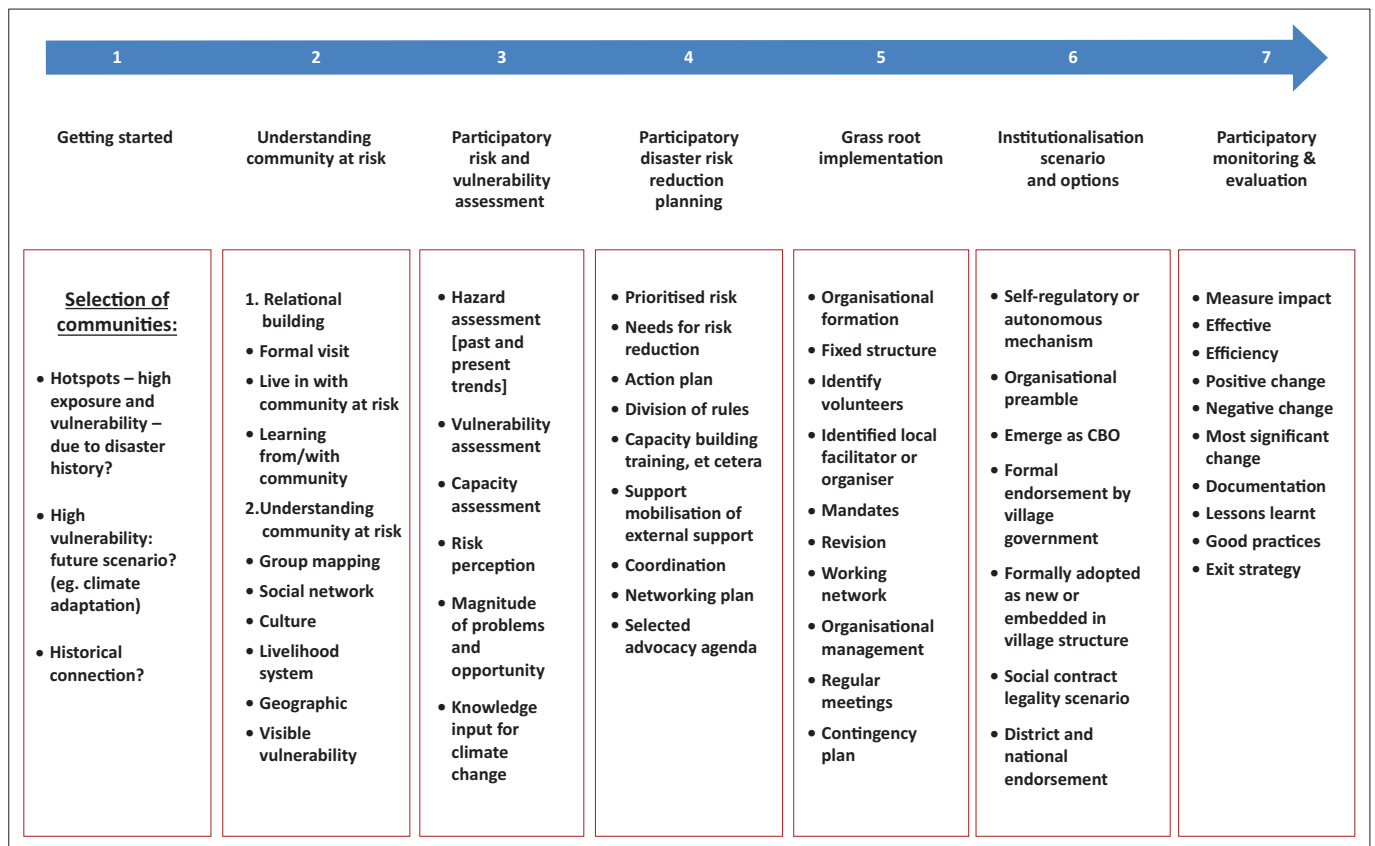 1
2
3
4
5
6
7
Getting started
Understanding
community at risk
Participatory
risk and
vulnerability
assessment
Participatory
disaster risk
reduction
planning
Grass root
implementation
Institutionalisation
scenario
and options
Participatory
monitoring &
evaluation
Selection of
communities:
• Hotspots – high
exposure and
vulnerability –
due to disaster
history?
• High
vulnerability:
future scenario?
(eg. climate
adaptation)
• Historical
connection?
1. Relational
building
• Formal visit
• Live in with
community at risk
• Learning
from/with
community
2.Understanding
community at risk
• Group mapping
• Social network
• Culture
• Livelihood
system
• Geographic
• Visible
vulnerability
• Hazard
assessment
[past and
present
trends]
• Vulnerability
assessment
• Capacity
assessment
• Risk
perception
• Magnitude
of problems
and
opportunity
• Knowledge
input for
climate
change
• Prioritised risk
• Needs for risk
reduction
• Action plan
• Division of rules
• Capacity building
training, et cetera
• Support
mobilisation of
external support
• Coordination
• Networking plan
• Selected
advocacy agenda
• Organisational
formation
• Fixed structure
• Identify
volunteers
• Identified local
facilitator or
organiser
• Mandates
• Revision
• Working
network
• Organisational
management
• Regular
meetings
• Contingency
plan
• Self-regulatory or
autonomous
mechanism
• Organisational
preamble
• Emerge as CBO
• Formal
endorsement by
village
government
• Formally adopted
as new or
embedded in
village structure
• Social contract
legality scenario
• District and
national
endorsement
• Measure impact
• Effective
• Efficiency
• Positive change
• Negative change
• Most significant
change
• Documentation
• Lessons learnt
• Good practices
• Exit strategy